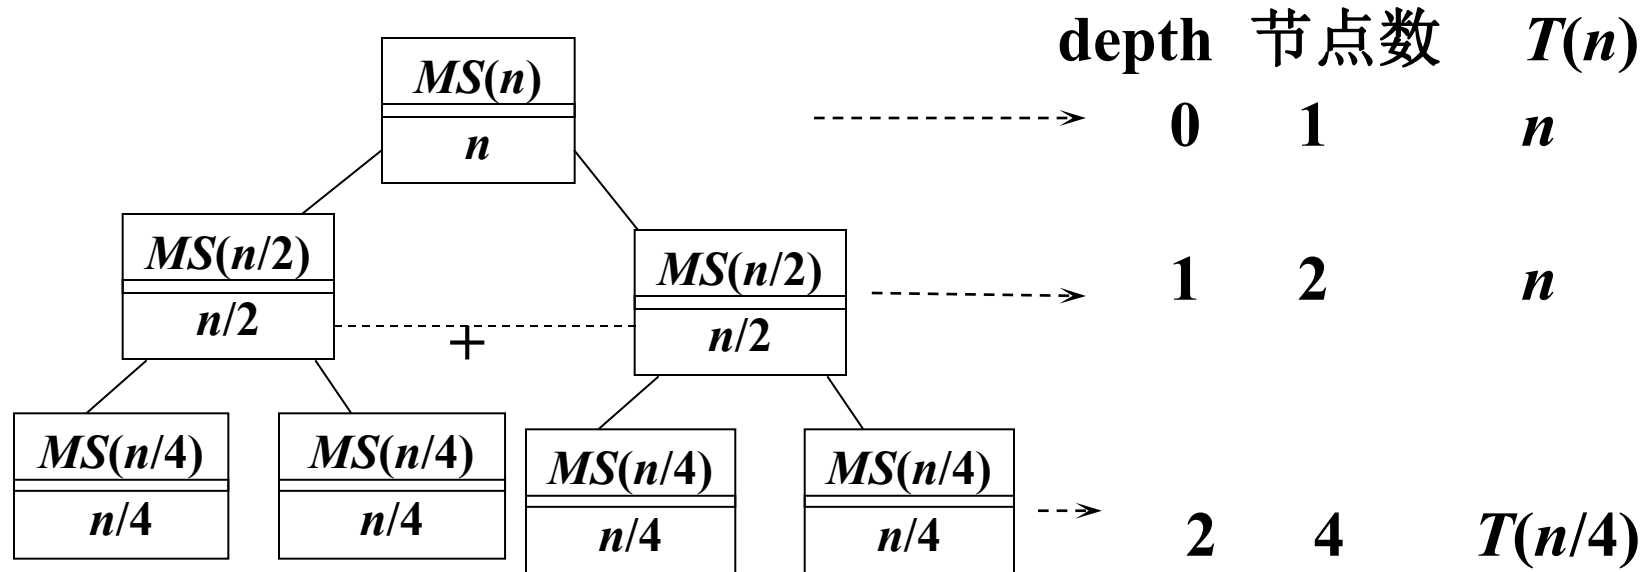 depth 节点数 T(n)
MS(n)
n
0 1 n
MS(n/2)
n/2
+
MS(n/2)
n/2
1 2 n
MS(n/4)
n/4
MS(n/4)
n/4
MS(n/4)
n/4
MS(n/4)
n/4
2 4 T(n/4)